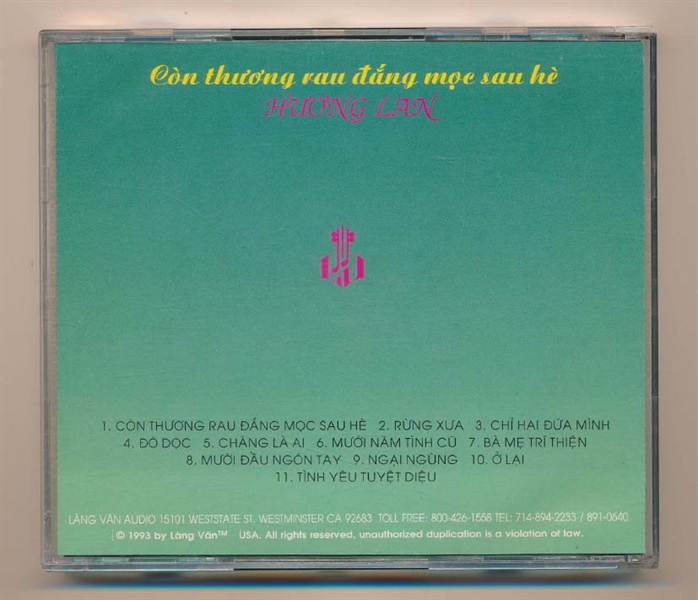 Còn thương rau đắng mọc sau hè
HƯƠNG LAN
1. CÒN THƯƠNG RAU ĐẮNG MỌC SAU HÈ 2. RỪNG XƯA 3. CHỈ HAI ĐỨA MÌNH
4. ĐÒ DỌC 5. CHÀNG LÀ AI 6. MƯỜI NĂM TÌNH CŨ 7. BÀ MẸ TRÍ THIỆN
8. MƯỜI ĐẦU NGÓN TAY 9. NGẠI NGÙNG 10. Ở LẠI
11. TÌNH YÊU TUYỆT DIỆU
LÀNG VĂN AUDIO 15101 WESTSTATE ST. WESTMINSTER CA 92683 TOLL FREE: 800-426-1558 TEL: 714-894-2233 / 891-0640
© 1993 by Làng Văn™ USA. All rights reserved, unauthorized duplication is a violation of law.